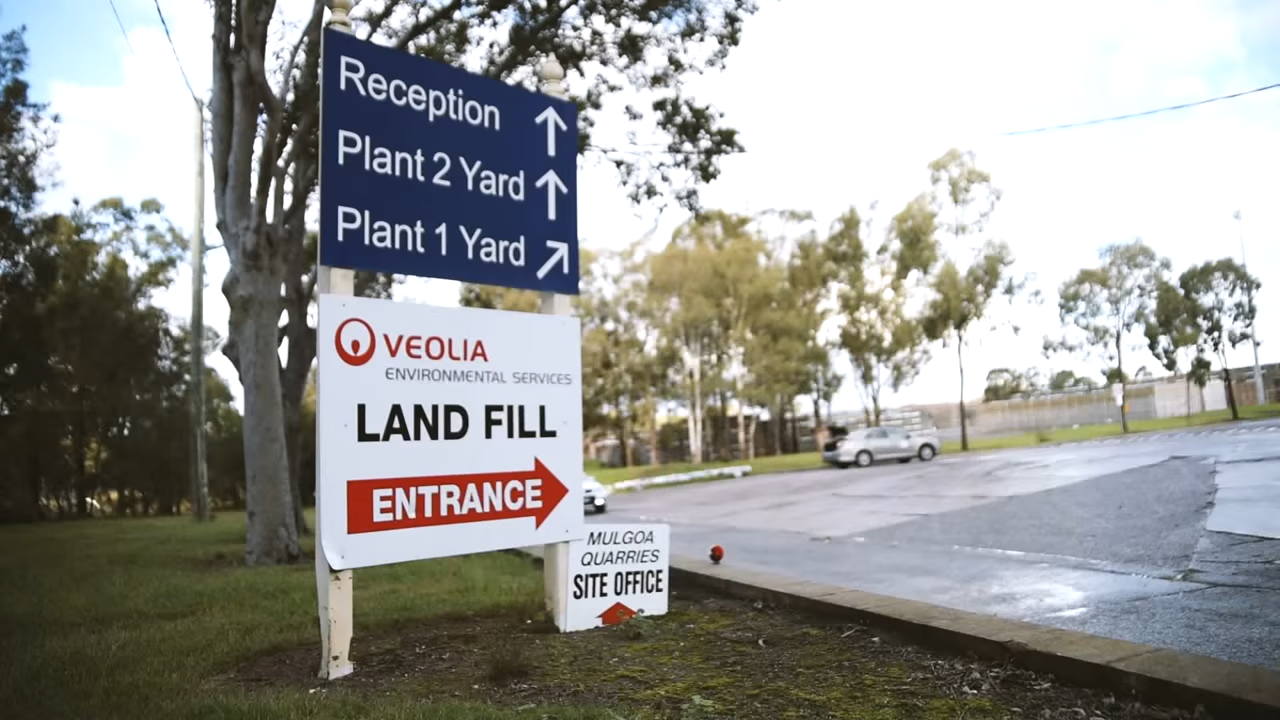 Reception
Plant 2 Yard
Plant 1 Yard
VEOLIA
ENVIRONMENTAL SERVICES
LAND FILL
ENTRANCE
MULGOA
QUARRIES
SITE OFFICE